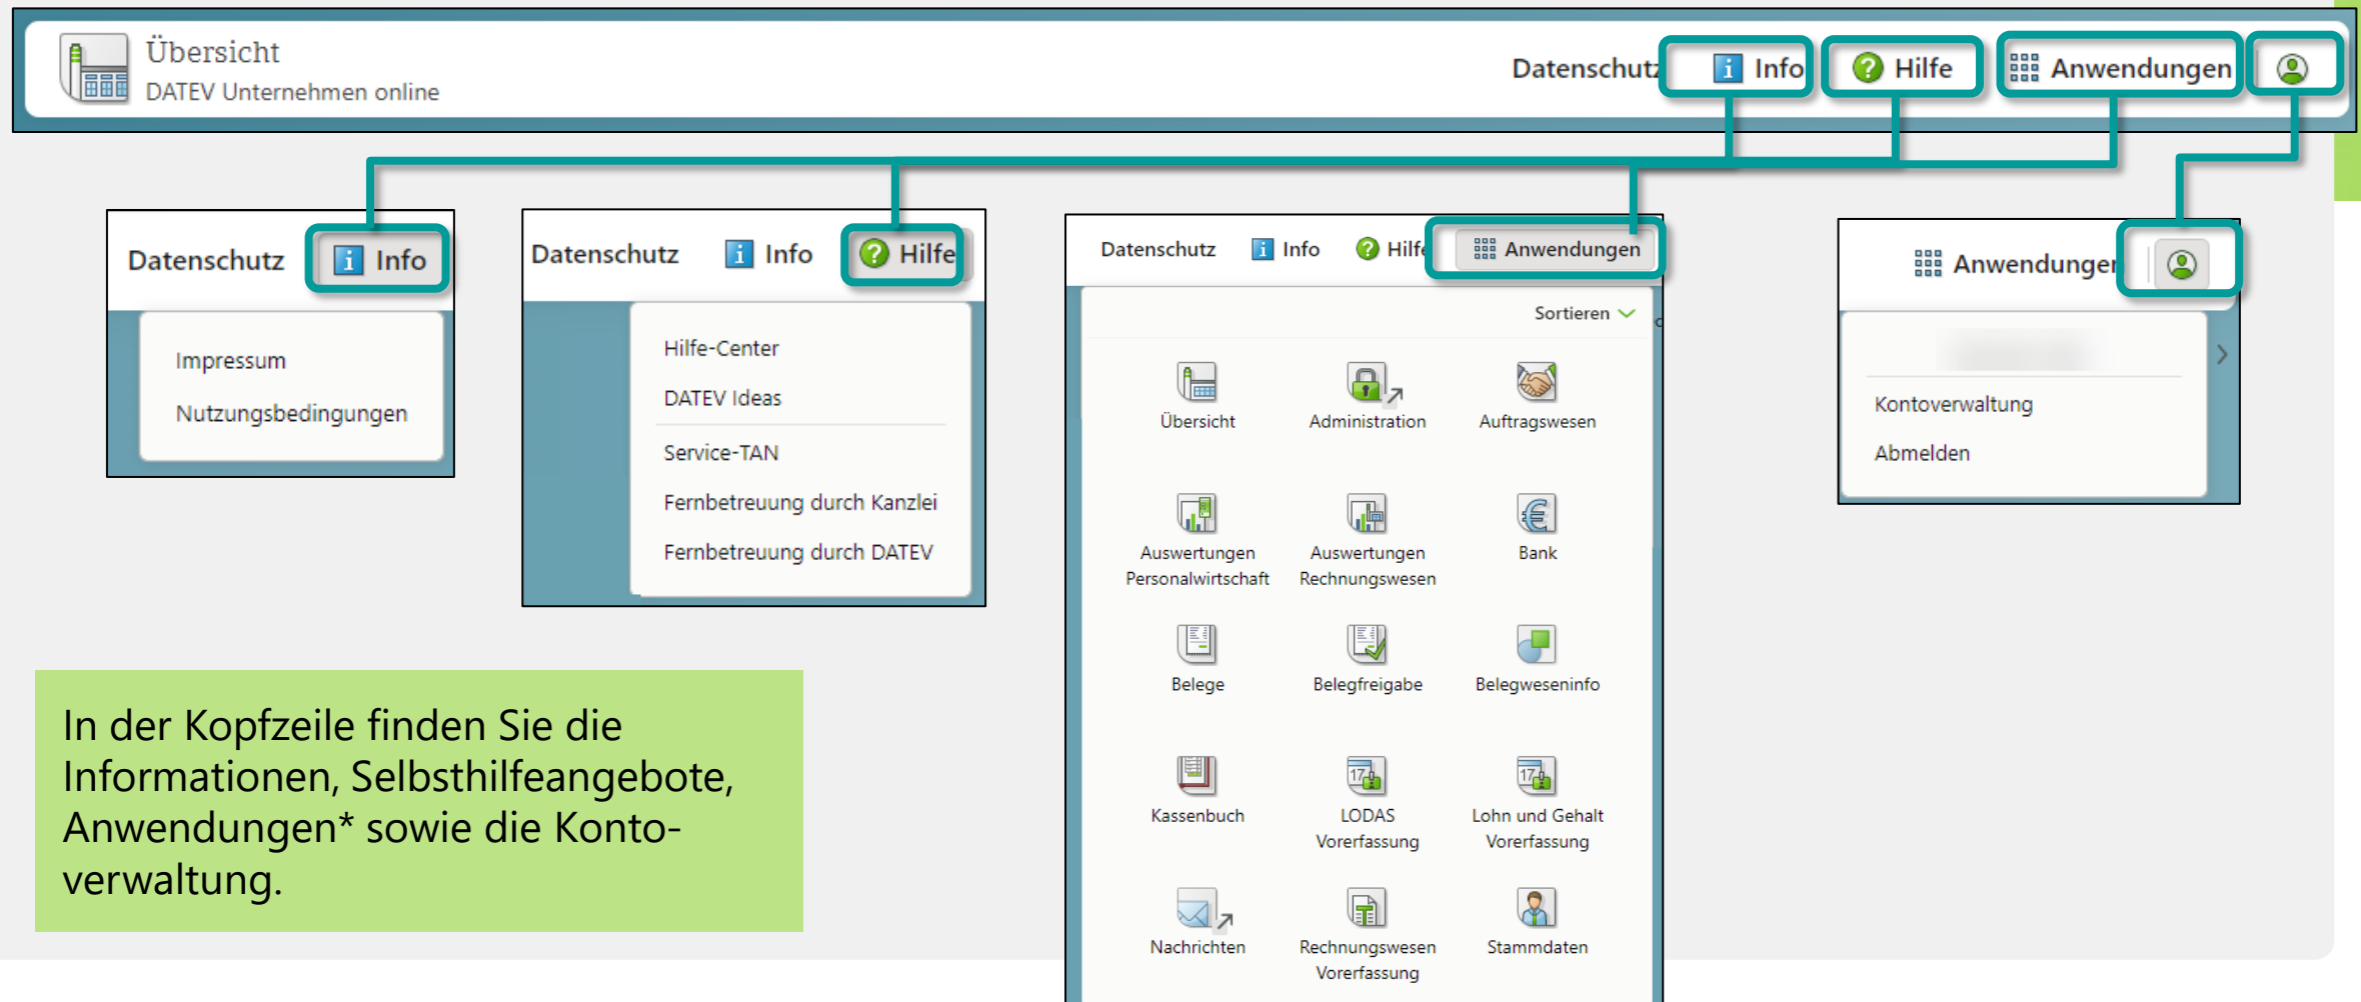 Übersicht
DATEV Unternehmen online
Datenschutz Info Hilfe Anwendungen
Datenschutz Info
Impressum
Nutzungsbedingungen
Datenschutz Info Hilfe
Hilfe-Center
DATEV Ideas
Service-TAN
Fernbetreuung durch Kanzlei
Fernbetreuung durch DATEV
Datenschutz Info Hilfe Anwendungen
Sortieren
Übersicht Administration Auftragswesen
Auswertungen Auswertungen Bank
Personalwirtschaft Rechnungswesen
Belege Belegfreigabe Belegweseninfo
Kassenbuch LODAS Lohn und Gehalt
Vorerfassung Vorerfassung
Nachrichten Rechnungswesen Stammdaten
Vorerfassung
Anwendungen
Kontoverwaltung
Abmelden
In der Kopfzeile finden Sie die
Informationen, Selbsthilfeangebote,
Anwendungen* sowie die Konto-
verwaltung.